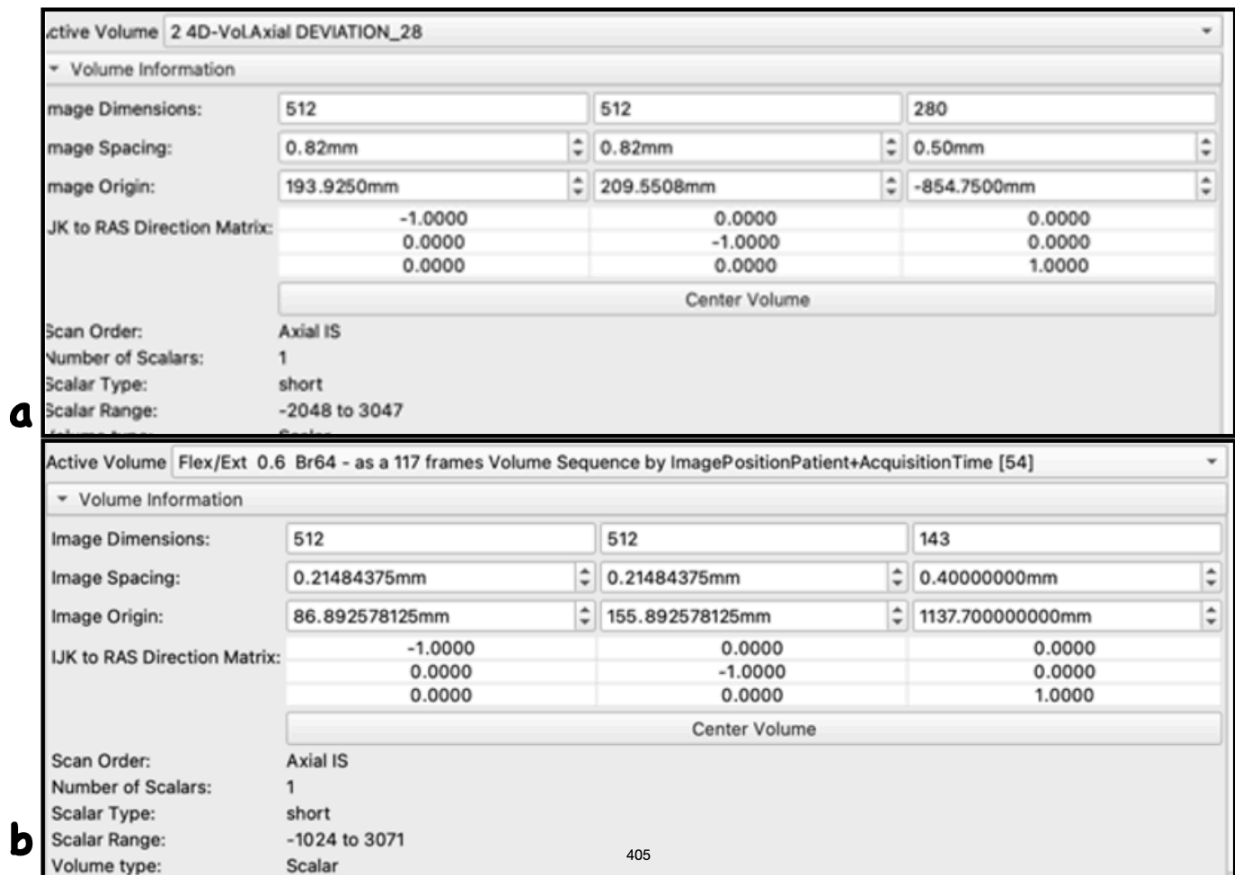 ctive Volume 2 4D-Vol.Axial DEVIATION_28
Volume Information
mage Dimensions: 512 512 280
mage Spacing: 0.82mm 0.82mm 0.50mm
mage Origin: 193.9250mm 209.5508mm -854.7500mm
JK to RAS Direction Matrix: -1.0000 0.0000 0.0000
0.0000 -1.0000 0.0000
0.0000 0.0000 1.0000
Center Volume
Scan Order: Axial IS
Number of Scalars: 1
Scalar Type: short
a Scalar Range: -2048 to 3047
Active Volume Flex/Ext 0.6 Br64 - as a 117 frames Volume Sequence by ImagePositionPatient+AcquisitionTime [54]
Volume Information
Image Dimensions: 512 512 143
Image Spacing: 0.21484375mm 0.21484375mm 0.40000000mm
Image Origin: 86.892578125mm 155.892578125mm 1137.700000000mm
IJK to RAS Direction Matrix: -1.0000 0.0000 0.0000
0.0000 -1.0000 0.0000
0.0000 0.0000 1.0000
Center Volume
Scan Order: Axial IS
Number of Scalars: 1
Scalar Type: short
b Scalar Range: -1024 to 3071
405
Volume type: Scalar